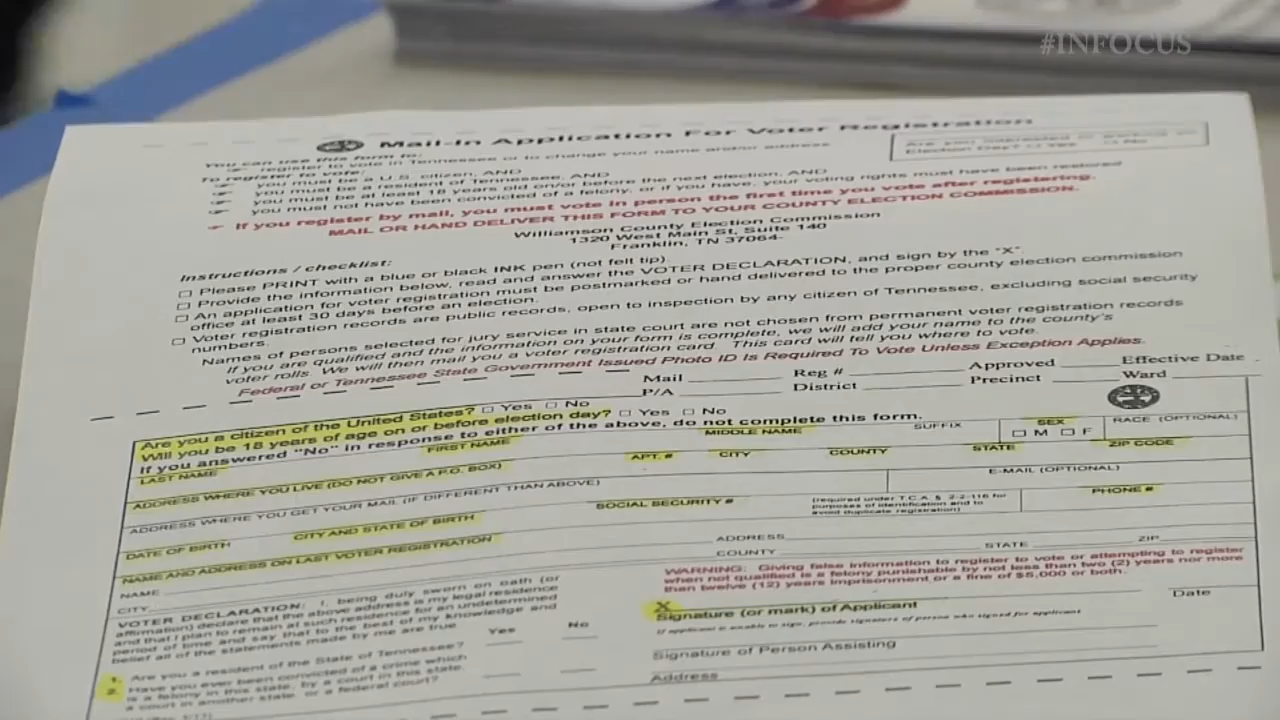 #INFOCUS
Mail-In Application For Voter Registration
Are you interested in working on
Election Day? □ Yes □ No
You can use this form to:
register to vote in Tennessee or to change your name and/or address
To register to vote:
you must be a U.S. citizen, AND
you must be a resident of Tennessee, AND
you must be at least 18 years old on/or before the next election, AND
you must not have been convicted of a felony, or if you have, your voting rights must have been restored
If you register by mail, you must vote in person the first time you vote after registering.
MAIL OR HAND DELIVER THIS FORM TO YOUR COUNTY ELECTION COMMISSION.
Williamson County Election Commission
1320 West Main St, Suite 140
Franklin, TN 37064-
Instructions / checklist:
□ Please PRINT with a blue or black INK pen (not felt tip).
□ Provide the information below, read and answer the VOTER DECLARATION, and sign by the "X".
□ An application for voter registration must be postmarked or hand delivered to the proper county election commission
office at least 30 days before an election.
□ Voter registration records are public records, open to inspection by any citizen of Tennessee, excluding social security
numbers.
Names of persons selected for jury service in state court are not chosen from permanent voter registration records
If you are qualified and the information on your form is complete, we will add your name to the county's
voter rolls. We will then mail you a voter registration card. This card will tell you where to vote.
Federal or Tennessee State Government Issued Photo ID Is Required To Vote Unless Exception Applies.
Mail Reg # Approved Effective Date
P/A District Precinct Ward
Are you a citizen of the United States? □ Yes □ No
Will you be 18 years of age on or before election day? □ Yes □ No
If you answered "No" in response to either of the above, do not complete this form.
LAST NAME FIRST NAME MIDDLE NAME SUFFIX SEX □ M □ F RACE (OPTIONAL)
ADDRESS WHERE YOU LIVE (DO NOT GIVE A P.O. BOX) APT. # CITY COUNTY STATE ZIP CODE
ADDRESS WHERE YOU GET YOUR MAIL (IF DIFFERENT THAN ABOVE) E-MAIL (OPTIONAL)
DATE OF BIRTH CITY AND STATE OF BIRTH SOCIAL SECURITY # (required under T.C.A. § 2-2-116 for
purposes of identification and to
avoid duplicate registration) PHONE #
NAME AND ADDRESS ON LAST VOTER REGISTRATION
NAME ADDRESS
CITY COUNTY STATE ZIP
VOTER DECLARATION: I, being duly sworn on oath (or
affirmation) declare that the above address is my legal residence
and that I plan to remain at such residence for an undetermined
period of time and say that to the best of my knowledge and
belief all of the statements made by me are true
Yes No
1. Are you a resident of the State of Tennessee?
2. Have you ever been convicted of a crime which
is a felony in this state, by a court in this state,
a court in another state, or a federal court?
WARNING: Giving false information to register to vote or attempting to register
when not qualified is a felony punishable by not less than two (2) years nor more
than twelve (12) years imprisonment or a fine of $5,000 or both.
X
Signature (or mark) of Applicant Date
If applicant is unable to sign, provide signature of person who signed for applicant
Signature of Person Assisting
Address